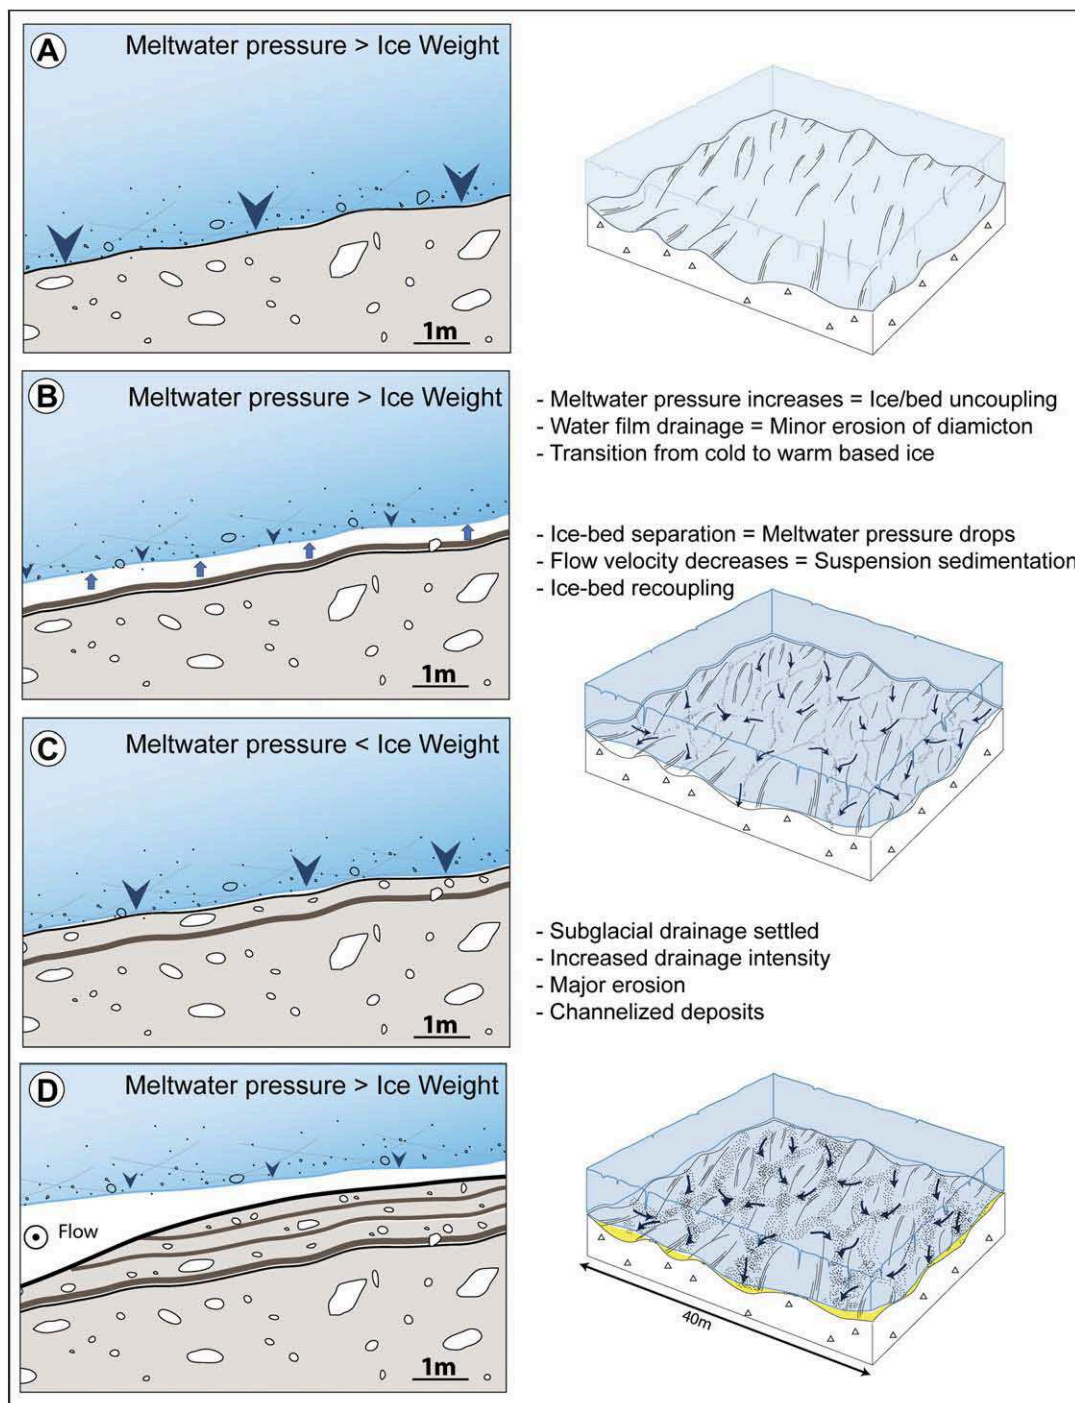 A
Meltwater pressure > Ice Weight
1m
B
Meltwater pressure > Ice Weight
1m
- Meltwater pressure increases = Ice/bed uncoupling
- Water film drainage = Minor erosion of diamicton
- Transition from cold to warm based ice
- Ice-bed separation = Meltwater pressure drops
- Flow velocity decreases = Suspension sedimentation
- Ice-bed recoupling
C
Meltwater pressure < Ice Weight
1m
- Subglacial drainage settled
- Increased drainage intensity
- Major erosion
- Channelized deposits
D
Meltwater pressure > Ice Weight
Flow
1m
40m